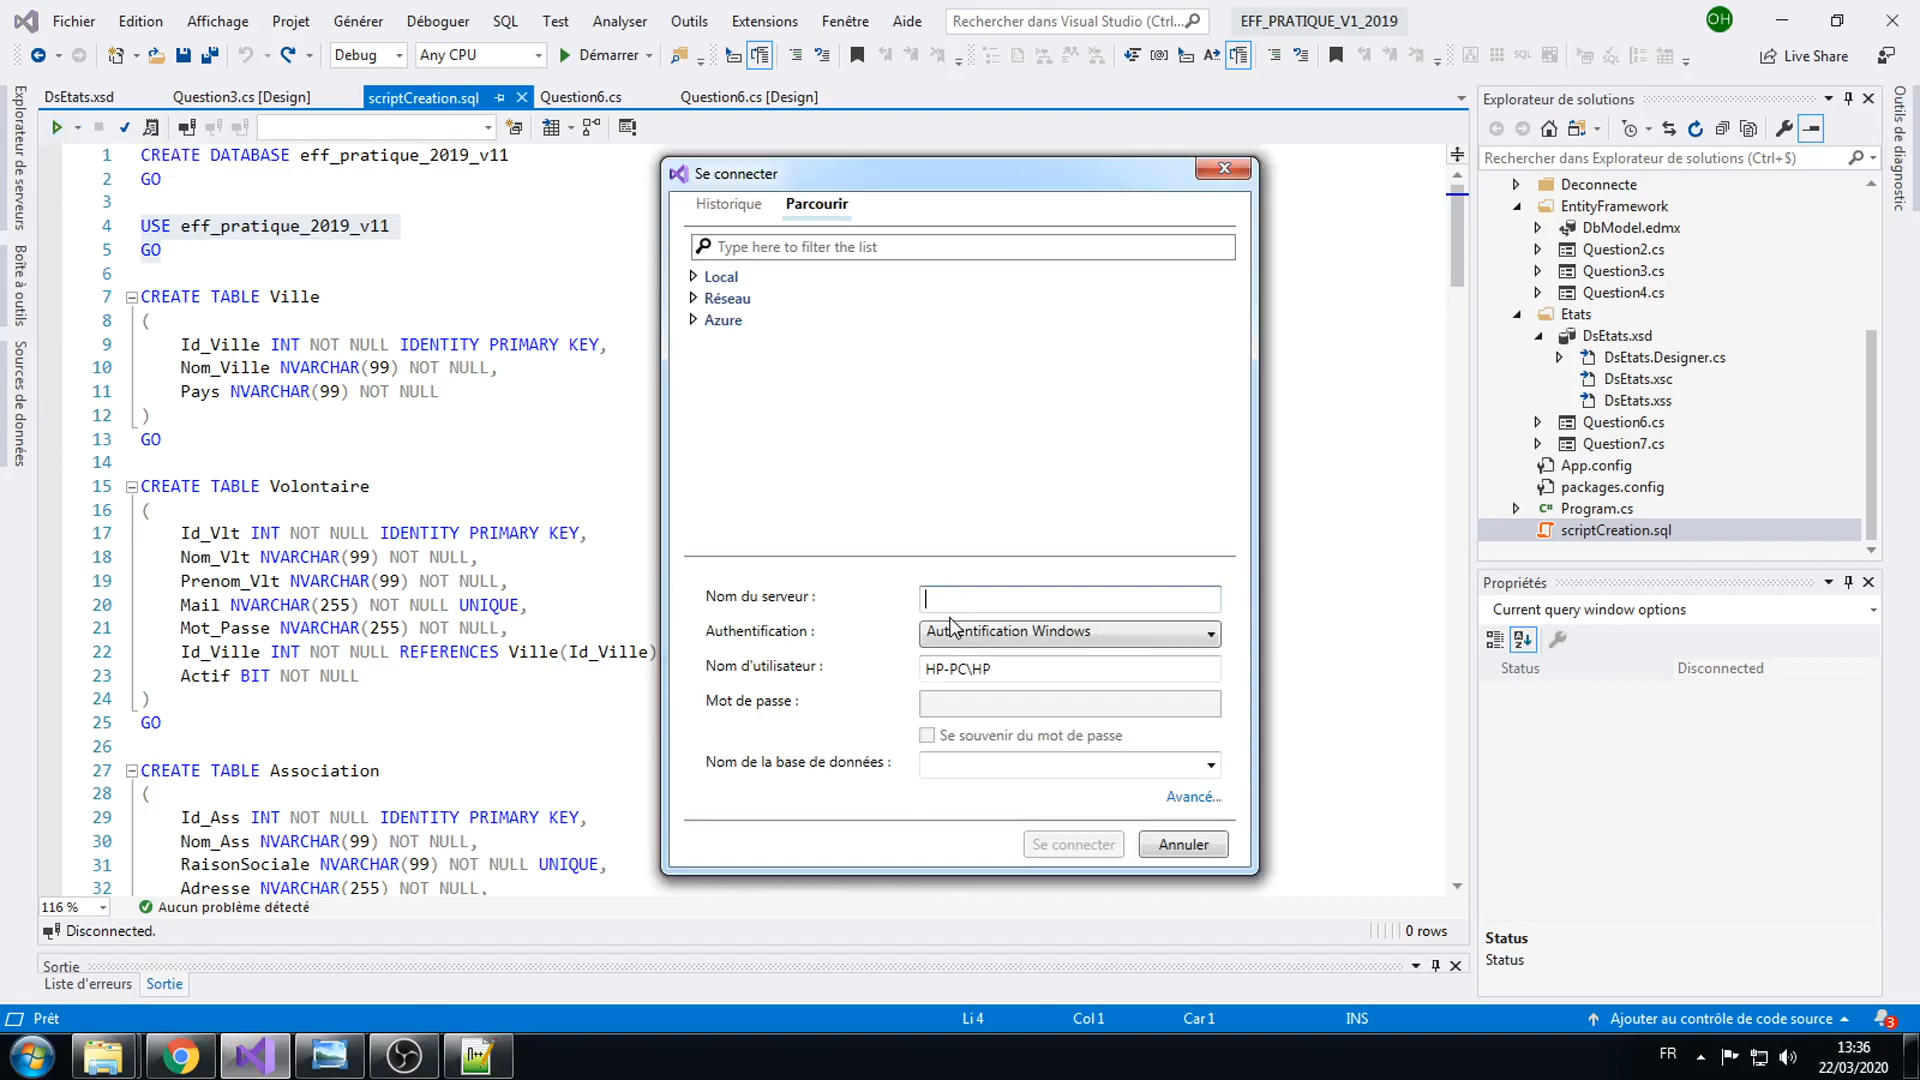 Fichier Edition Affichage Projet Générer Déboguer SQL Test Analyser Outils Extensions Fenêtre Aide Rechercher dans Visual Studio (Ctrl... EFF_PRATIQUE_V1_2019 OH
Debug Any CPU Démarrer Live Share
DsEtats.xsd Question3.cs [Design] scriptCreation.sql Question6.cs Question6.cs [Design]
Explorateur de serveurs
Boîte à outils
Sources de données
1 CREATE DATABASE eff_pratique_2019_v11
2 GO
3
4 USE eff_pratique_2019_v11
5 GO
6
7 CREATE TABLE Ville
8 (
9 Id_Ville INT NOT NULL IDENTITY PRIMARY KEY,
10 Nom_Ville NVARCHAR(99) NOT NULL,
11 Pays NVARCHAR(99) NOT NULL
12 )
13 GO
14
15 CREATE TABLE Volontaire
16 (
17 Id_Vlt INT NOT NULL IDENTITY PRIMARY KEY,
18 Nom_Vlt NVARCHAR(99) NOT NULL,
19 Prenom_Vlt NVARCHAR(99) NOT NULL,
20 Mail NVARCHAR(255) NOT NULL UNIQUE,
21 Mot_Passe NVARCHAR(255) NOT NULL,
22 Id_Ville INT NOT NULL REFERENCES Ville(Id_Ville)
23 Actif BIT NOT NULL
24 )
25 GO
26
27 CREATE TABLE Association
28 (
29 Id_Ass INT NOT NULL IDENTITY PRIMARY KEY,
30 Nom_Ass NVARCHAR(99) NOT NULL,
31 RaisonSociale NVARCHAR(99) NOT NULL UNIQUE,
32 Adresse NVARCHAR(255) NOT NULL,
116 % Aucun problème détecté
Disconnected. 0 rows
Sortie
Liste d'erreurs Sortie
Se connecter
Historique Parcourir
Type here to filter the list
Local
Réseau
Azure
Nom du serveur :
Authentification : Authentification Windows
Nom d'utilisateur : HP-PC\HP
Mot de passe :
Se souvenir du mot de passe
Nom de la base de données :
Avancé...
Se connecter Annuler
Explorateur de solutions
Rechercher dans Explorateur de solutions (Ctrl+$)
Deconnecte
EntityFramework
DbModel.edmx
Question2.cs
Question3.cs
Question4.cs
Etats
DsEtats.xsd
DsEtats.Designer.cs
DsEtats.xsc
DsEtats.xss
Question6.cs
Question7.cs
App.config
packages.config
C# Program.cs
scriptCreation.sql
Propriétés
Current query window options
Status Disconnected
Status
Status
Outils de diagnostic
Prêt Li 4 Col 1 Car 1 INS Ajouter au contrôle de code source 3
FR 13:36
22/03/2020